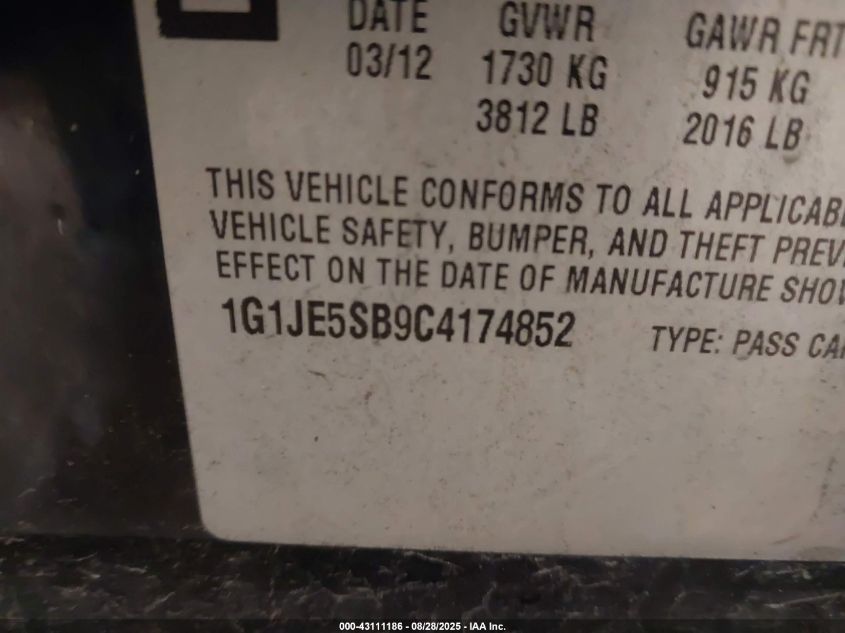 DATE GVWR GAWR FRT
03/12 1730 KG 915 KG
3812 LB 2016 LB
THIS VEHICLE CONFORMS TO ALL APPLICAB
VEHICLE SAFETY, BUMPER, AND THEFT PREV
EFFECT ON THE DATE OF MANUFACTURE SHOW
1G1JE5SB9C4174852 TYPE: PASS CAR
000-43111186 - 08/28/2025 - IAA Inc.